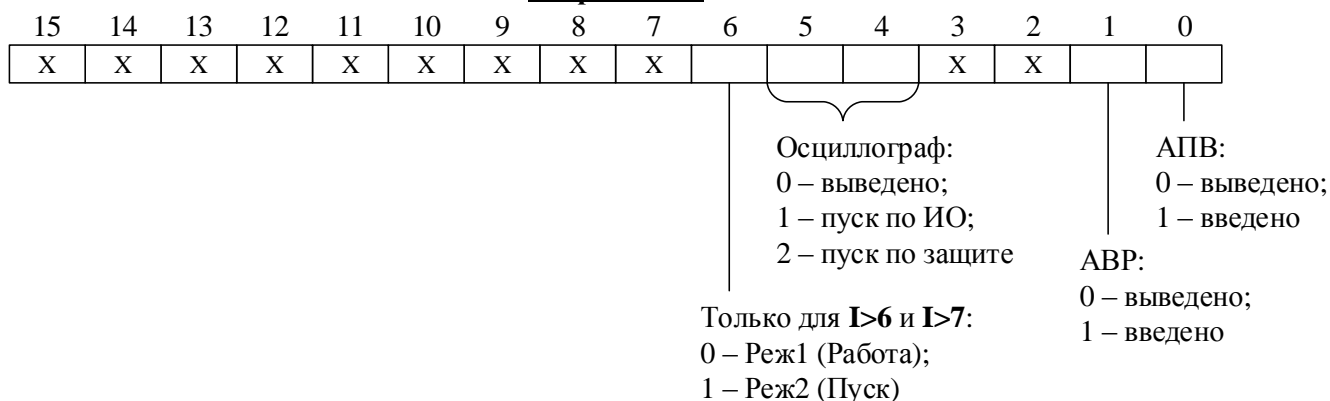 15 14 13 12 11 10 9 8 7 6 5 4 3 2 1 0
X X X X X X X X X X X
Осциллограф:
0 – выведено;
1 – пуск по ИО;
2 – пуск по защите
АПВ:
0 – выведено;
1 – введено
АВР:
0 – выведено;
1 – введено
Только для I>6 и I>7:
0 – Реж1 (Работа);
1 – Реж2 (Пуск)